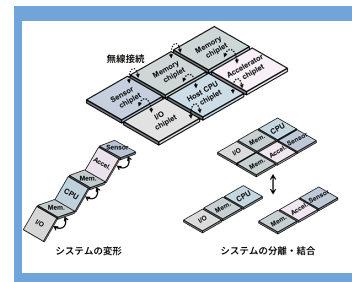 無線接続
Memory
chiplet
Memory
chiplet
Accelerator
chiplet
Sensor
chiplet
Host CPU
chiplet
I/O
chiplet
Sensor
Accel.
Mem.
CPU
Mem.
I/O
CPU
Mem.
I/O
Sensor
Accel.
Mem.
CPU
Mem.
I/O
Sensor
Accel.
Mem.
システムの変形
システムの分離・結合